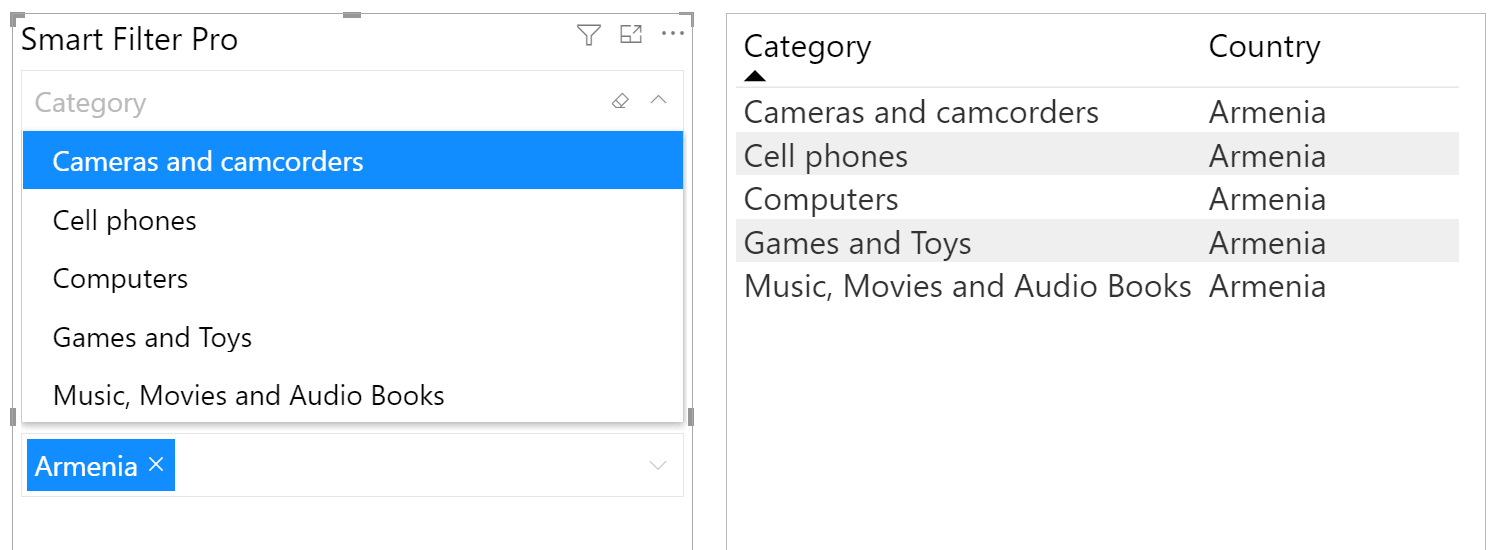 Smart Filter Pro
Category
Cameras and camcorders
Cell phones
Computers
Games and Toys
Music, Movies and Audio Books
Armenia
Category Country
Cameras and camcorders Armenia
Cell phones Armenia
Computers Armenia
Games and Toys Armenia
Music, Movies and Audio Books Armenia